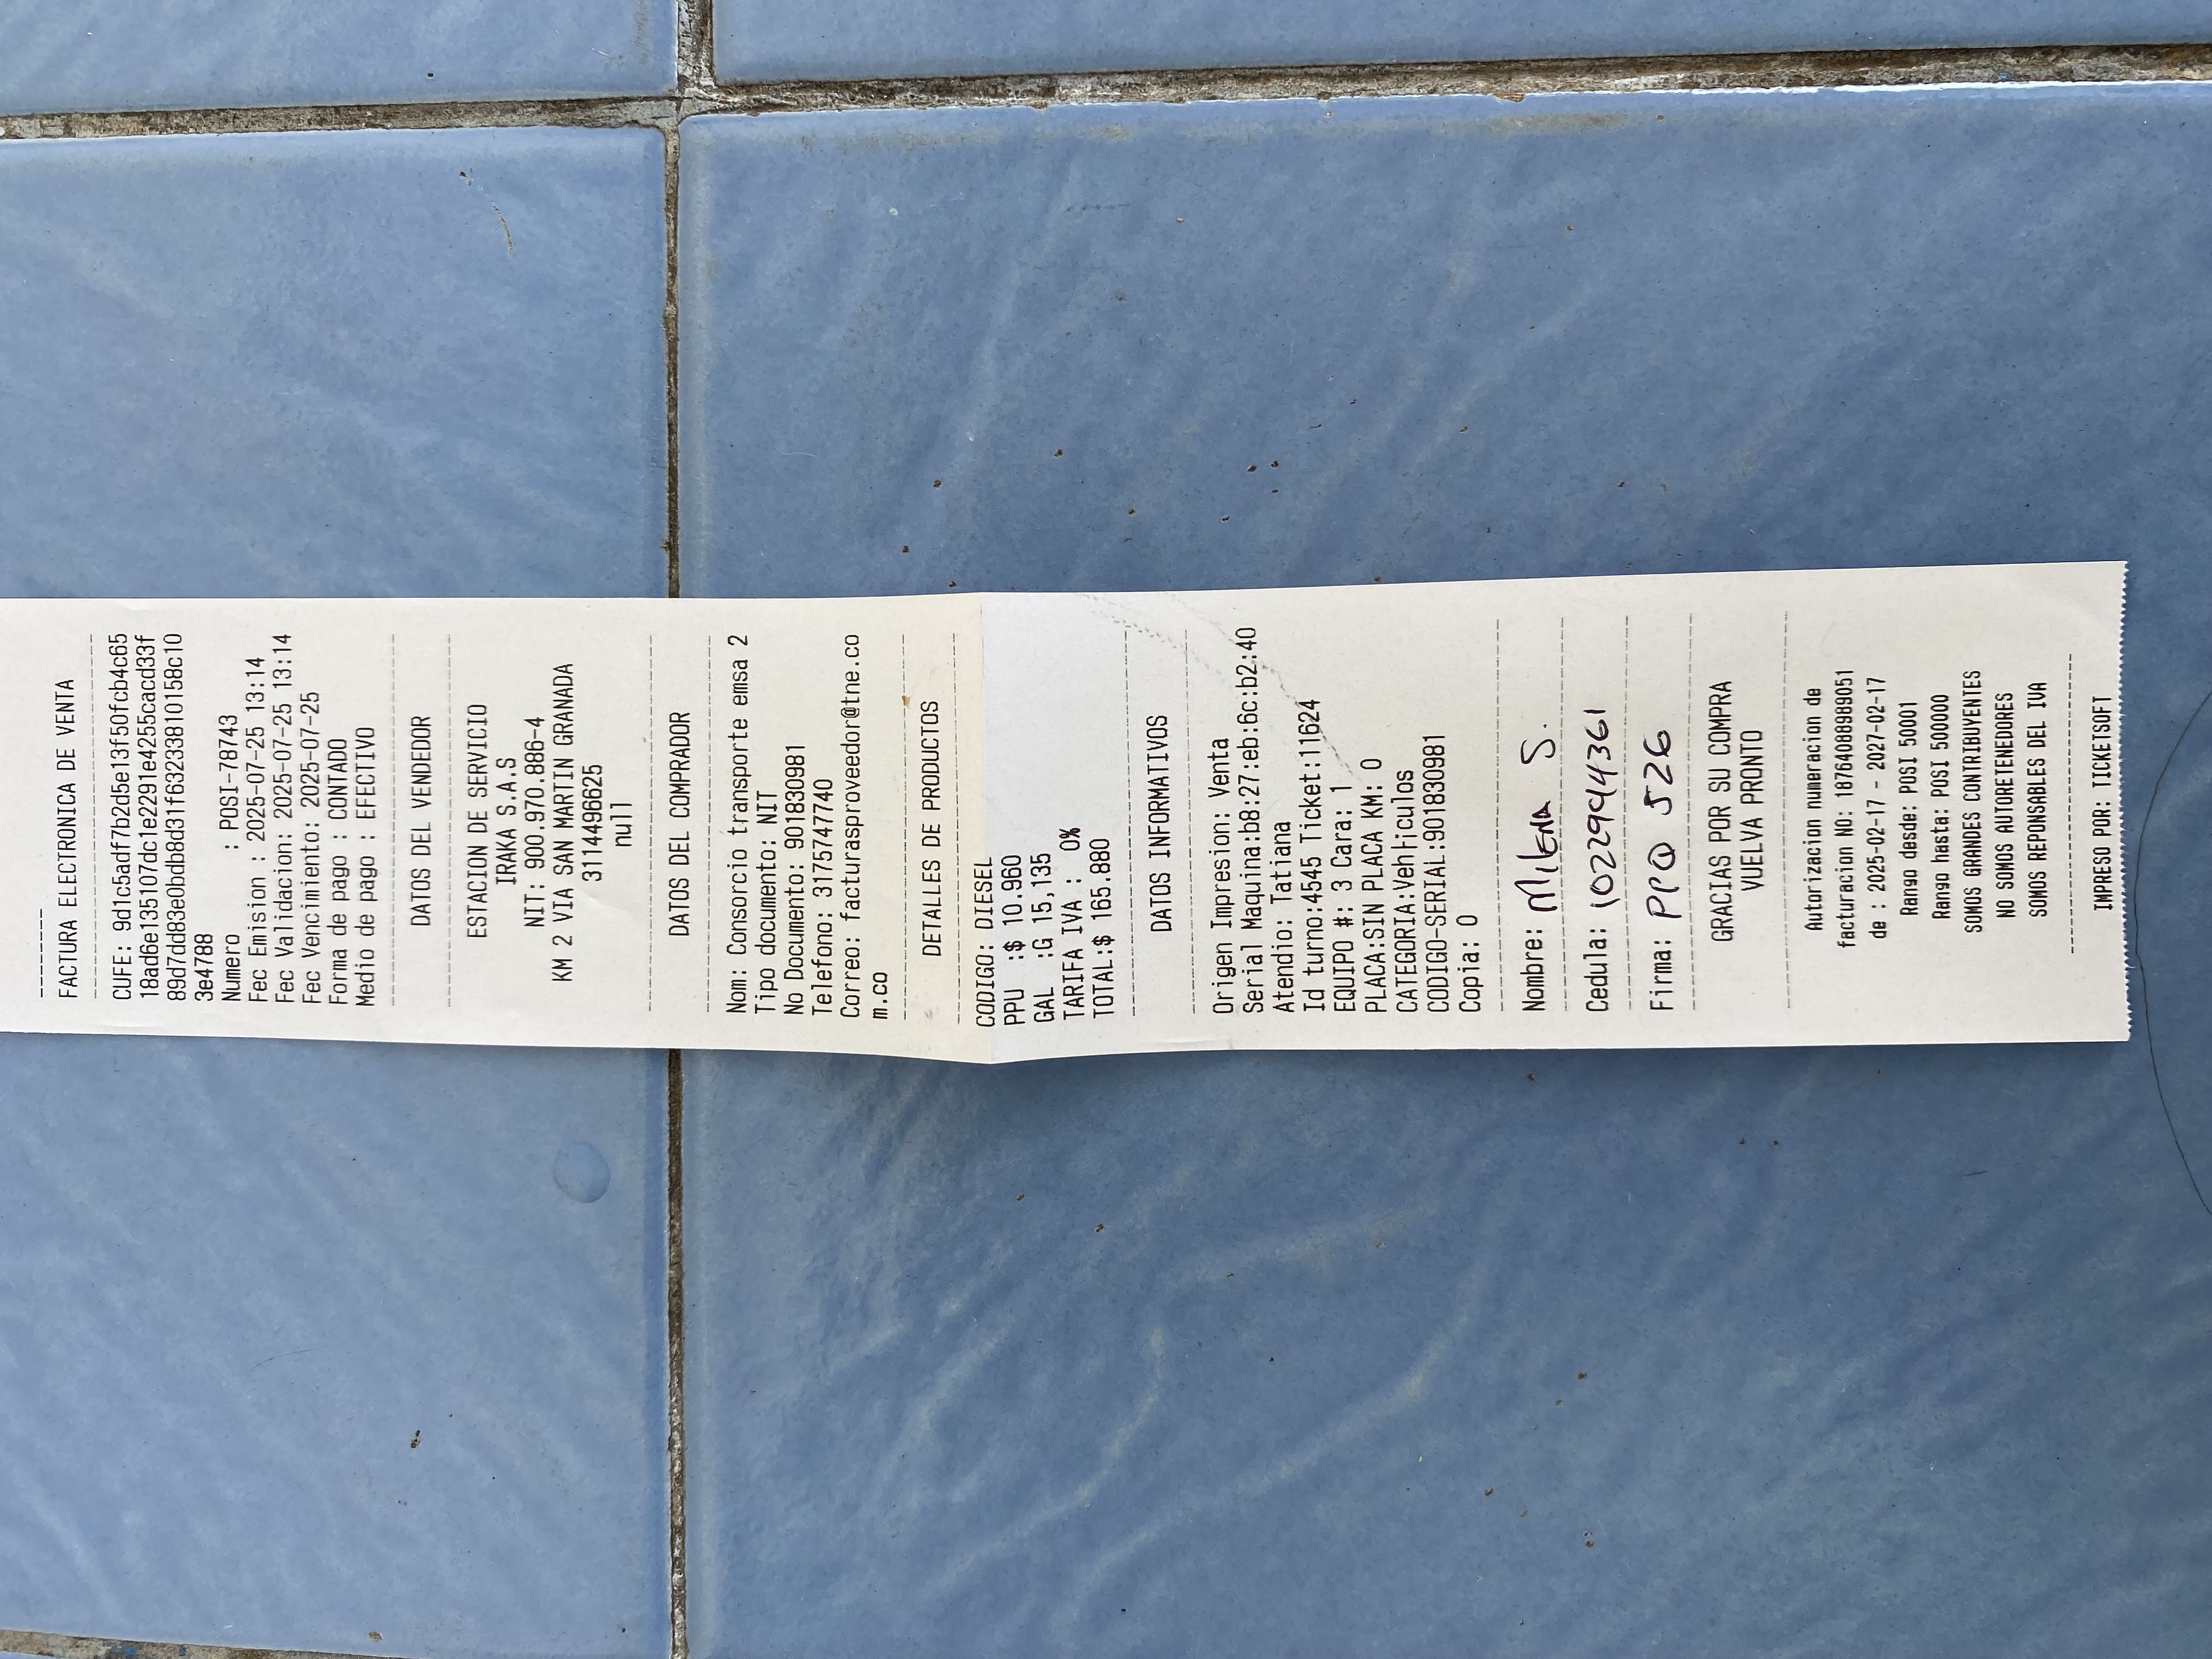 FACTURA ELECTRONICA DE VENTA
CUFE: 9d1c5adf7b2d5e13f50fcb4c65
18ad6e135107dc1e2291e4255cacd33f
89d7dd83e0bdb8d31f63233810158c10
3e4788
Numero : POSI-78743
Fec Emision : 2025-07-25 13:14
Fec Validacion: 2025-07-25 13:14
Fec Vencimiento: 2025-07-25
Forma de pago : CONTADO
Medio de pago : EFECTIVO
DATOS DEL VENDEDOR
ESTACION DE SERVICIO
IRAKA S.A.S
NIT: 900.970.886-4
KM 2 VIA SAN MARTIN GRANADA
3114496625
null
DATOS DEL COMPRADOR
Nom: Consorcio transporte emsa 2
Tipo documento: NIT
No Documento: 901830981
Telefono: 3175747740
Correo: facturasproveedor@tne.co
m.co
DETALLES DE PRODUCTOS
CODIGO: DIESEL
PPU :$ 10.960
GAL :G 15,135
TARIFA IVA : 0%
TOTAL:$ 165.880
DATOS INFORMATIVOS
Origen Impresion: Venta
Serial Maquina:b8:27:eb:6c:b2:40
Atendio: Tatiana
Id turno:4545 Ticket:11624
EQUIPO #: 3 Cara: 1
PLACA:SIN PLACA KM: 0
CATEGORIA:Vehiculos
CODIGO-SERIAL:901830981
Copia: 0
Nombre: Milena S.
Cedula: 1022994361
Firma: PPQ 526
GRACIAS POR SU COMPRA
VUELVA PRONTO
Autorizacion numeracion de
facturacion NO: 18764088989051
de : 2025-02-17 - 2027-02-17
Rango desde: POSI 50001
Rango hasta: POSI 500000
SOMOS GRANDES CONTRIBUYENTES
NO SOMOS AUTORETENEDORES
SOMOS REPONSABLES DEL IVA
IMPRESO POR: TICKETSOFT